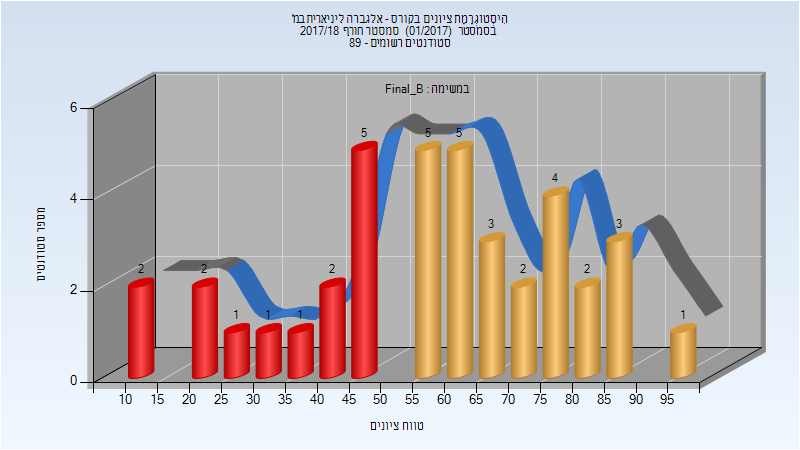 היסטוגרמת ציונים בקורס - אלגברה ליניארית במ'
בסמסטר (01/2017) סמסטר חורף 2017/18
סטודנטים רשומים - 89
במשימה : Final_B
מספר סטודנטים
6
4
2
0
2
2
1
1
1
2
5
5
5
3
2
4
2
3
1
10 15 20 25 30 35 40 45 50 55 60 65 70 75 80 85 90 95
טווח ציונים